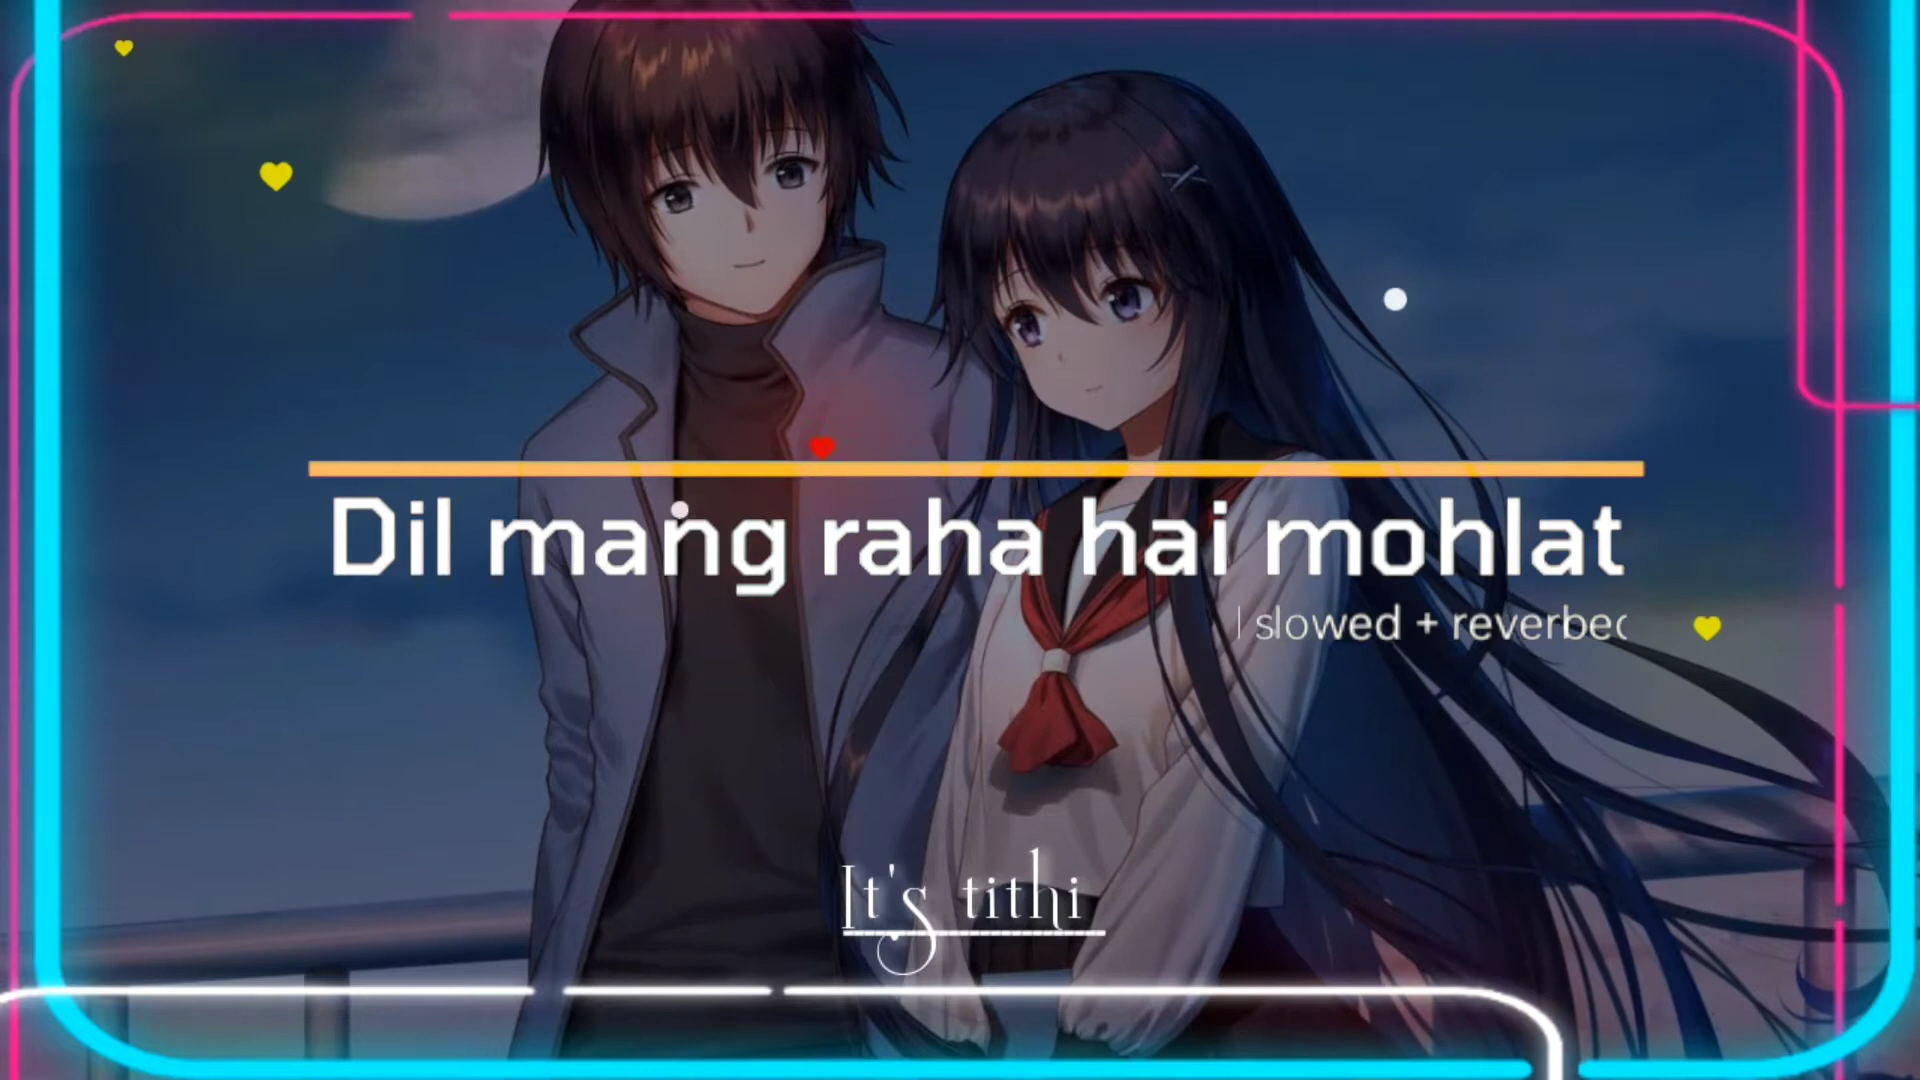 Dil mang raha hai mohlat
| slowed + reverbed
It's tithi